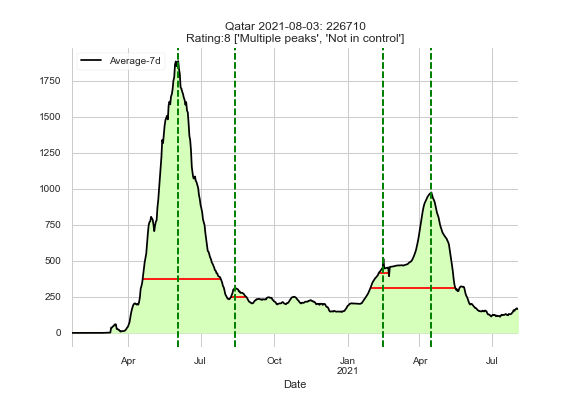 Qatar 2021-08-03: 226710
Rating:8 ['Multiple peaks', 'Not in control']
Average-7d
1750
1500
1250
1000
750
500
250
0
Apr Jul Oct Jan Apr Jul
2021
Date